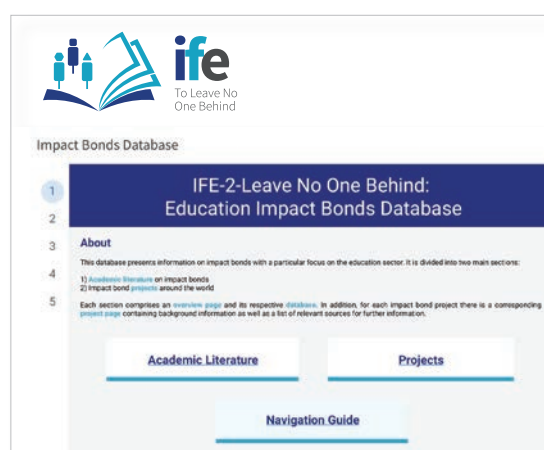 ife
To Leave No
One Behind
Impact Bonds Database
1
2
3
4
5
IFE-2-Leave No One Behind:
Education Impact Bonds Database
About
This database presents information on impact bonds with a particular focus on the education sector. It is divided into two main sections:
1) Academic literature on impact bonds
2) Impact bond projects around the world
Each section comprises an overview page and its respective database. In addition, for each impact bond project there is a corresponding
project page containing background information as well as a list of relevant sources for further information.
Academic Literature
Projects
Navigation Guide